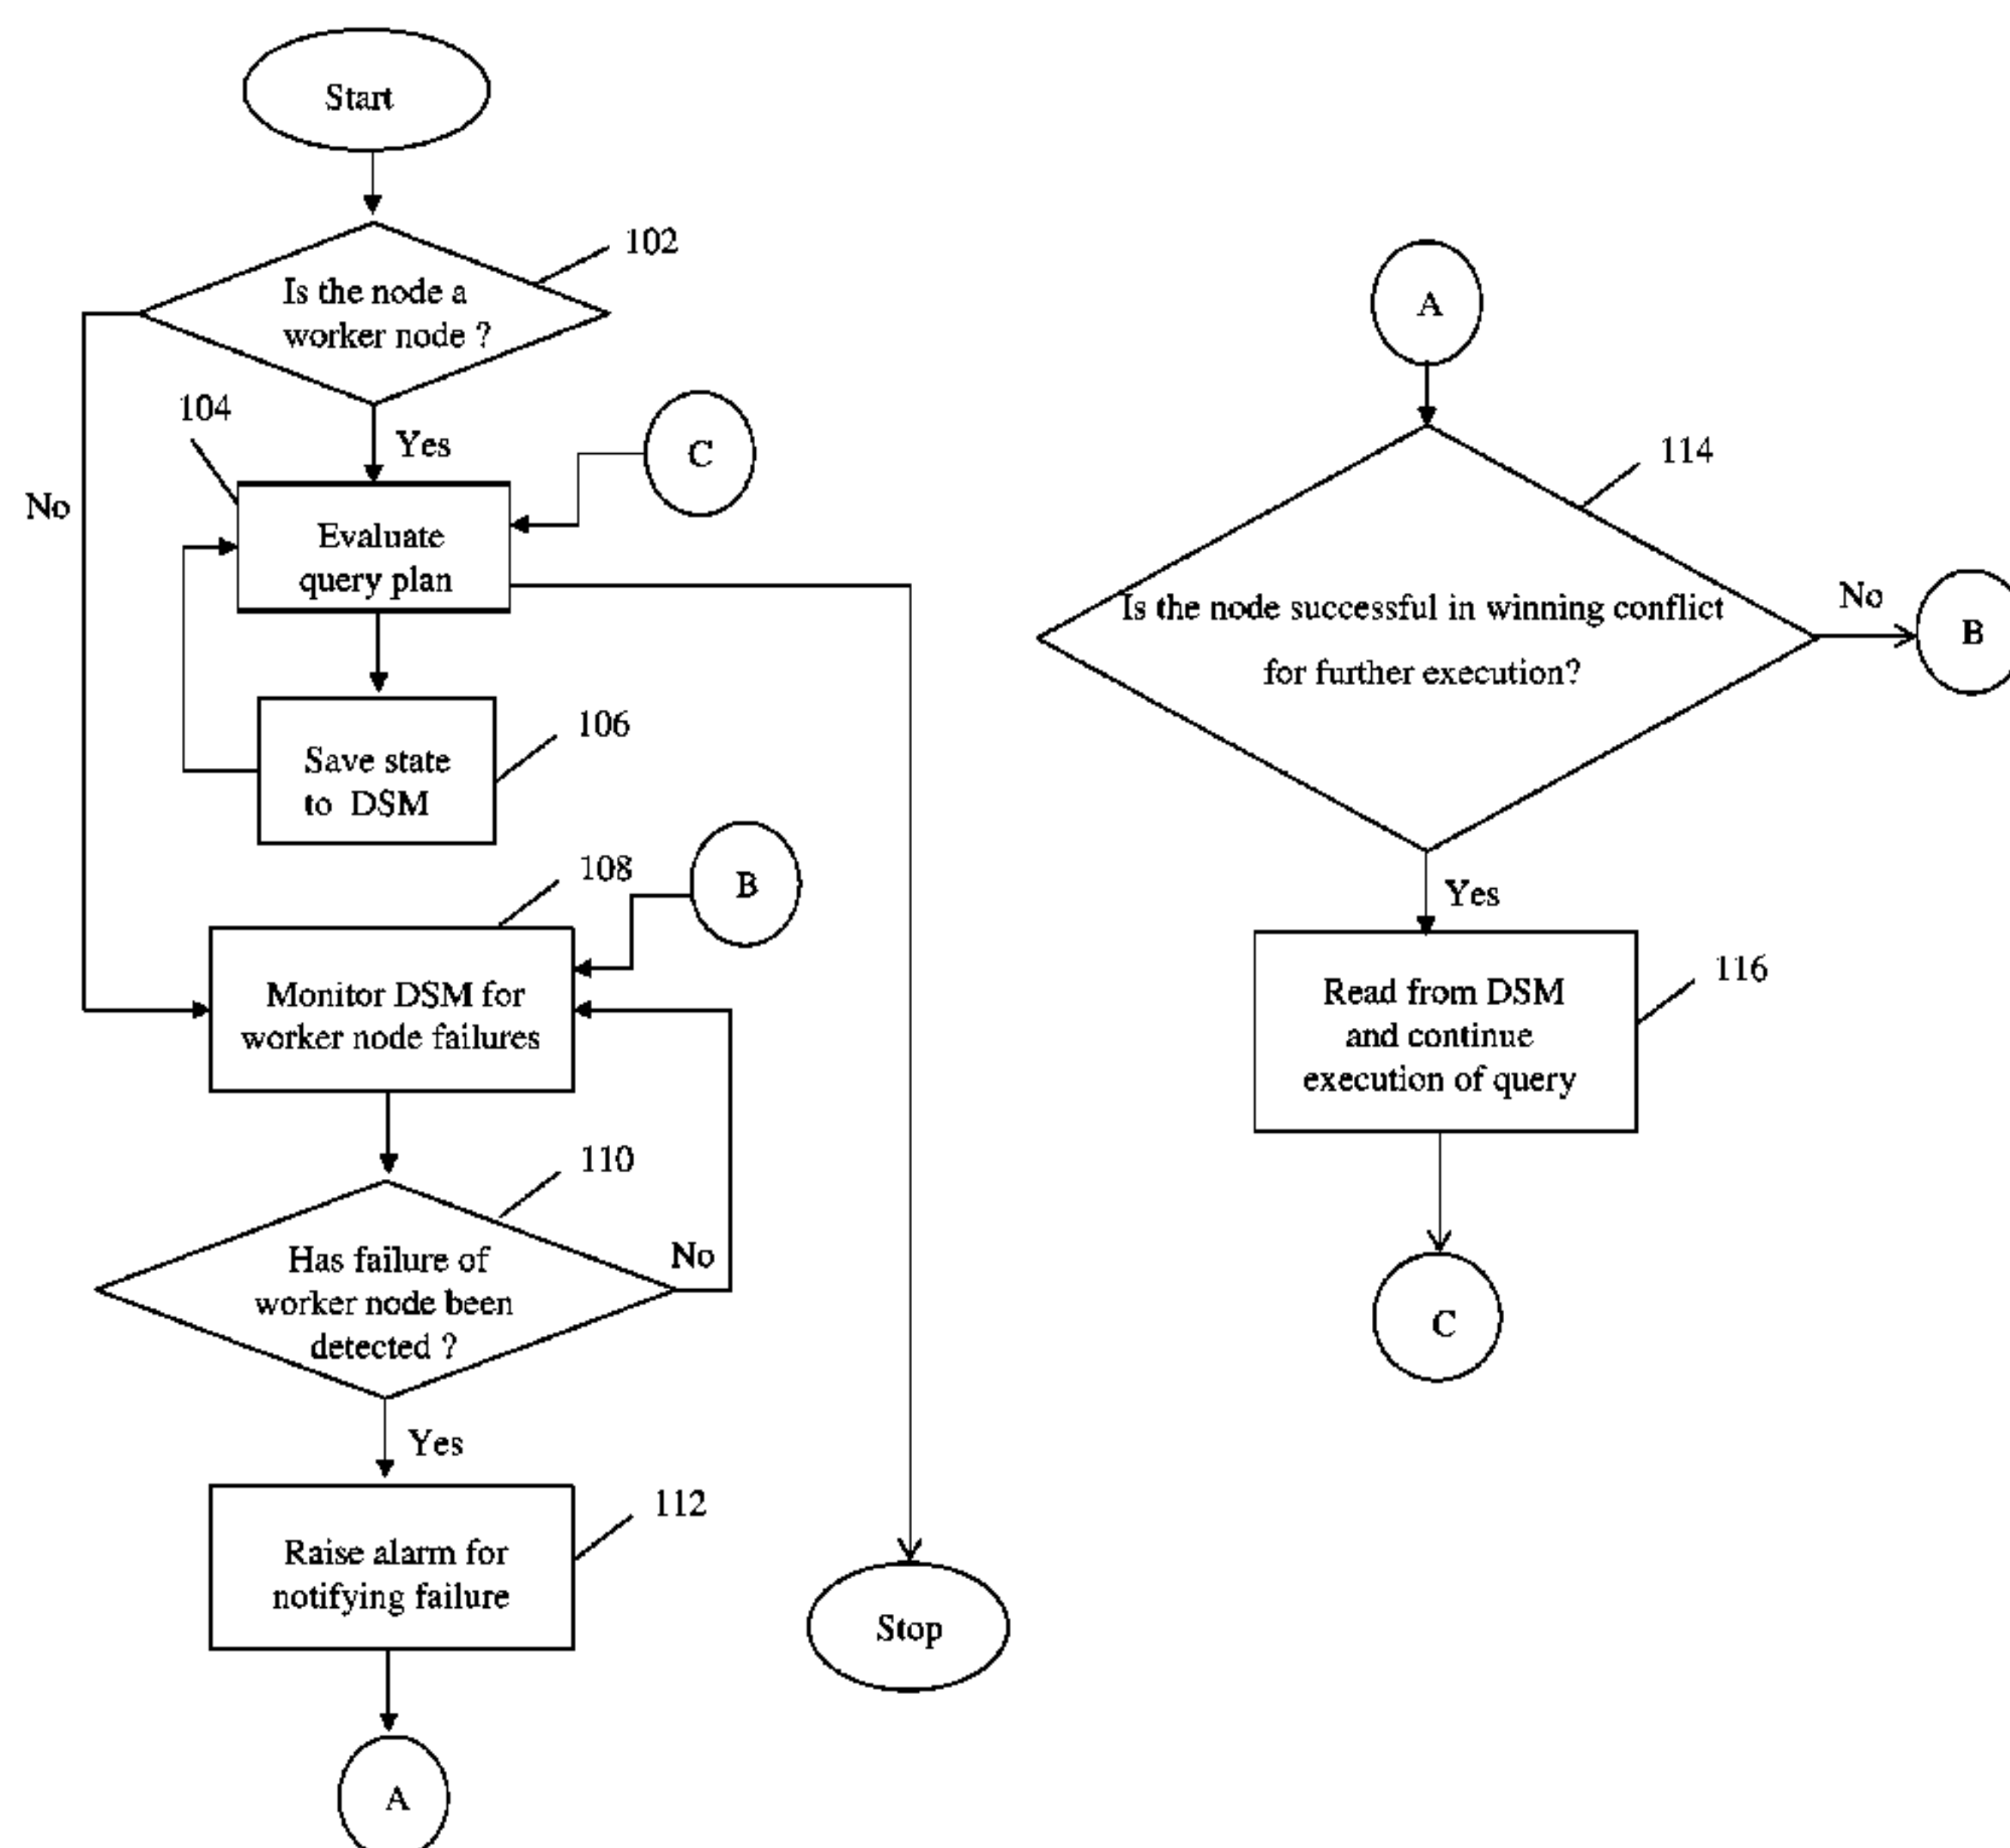 Start
102
Is the node a
worker node ?
104
Yes
C
No
Evaluate
query plan
106
Save state
to DSM
108
B
Monitor DSM for
worker node failures
110
Has failure of
worker node been
detected ?
No
Yes
112
Raise alarm for
notifying failure
Stop
A
A
114
Is the node successful in winning conflict
for further execution?
No
B
Yes
116
Read from DSM
and continue
execution of query
C